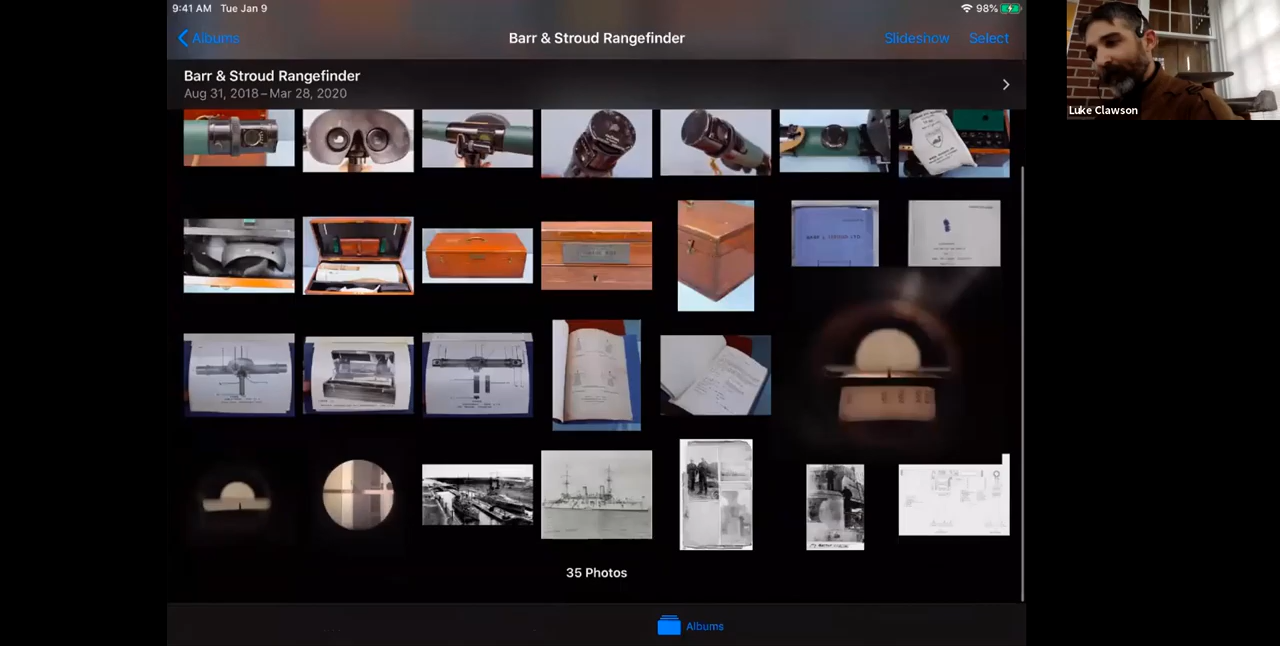 9:41 AM Tue Jan 9
98%
Albums
Barr & Stroud Rangefinder
Slideshow
Select
Barr & Stroud Rangefinder
Aug 31, 2018 – Mar 28, 2020
Luke Clawson
35 Photos
Albums